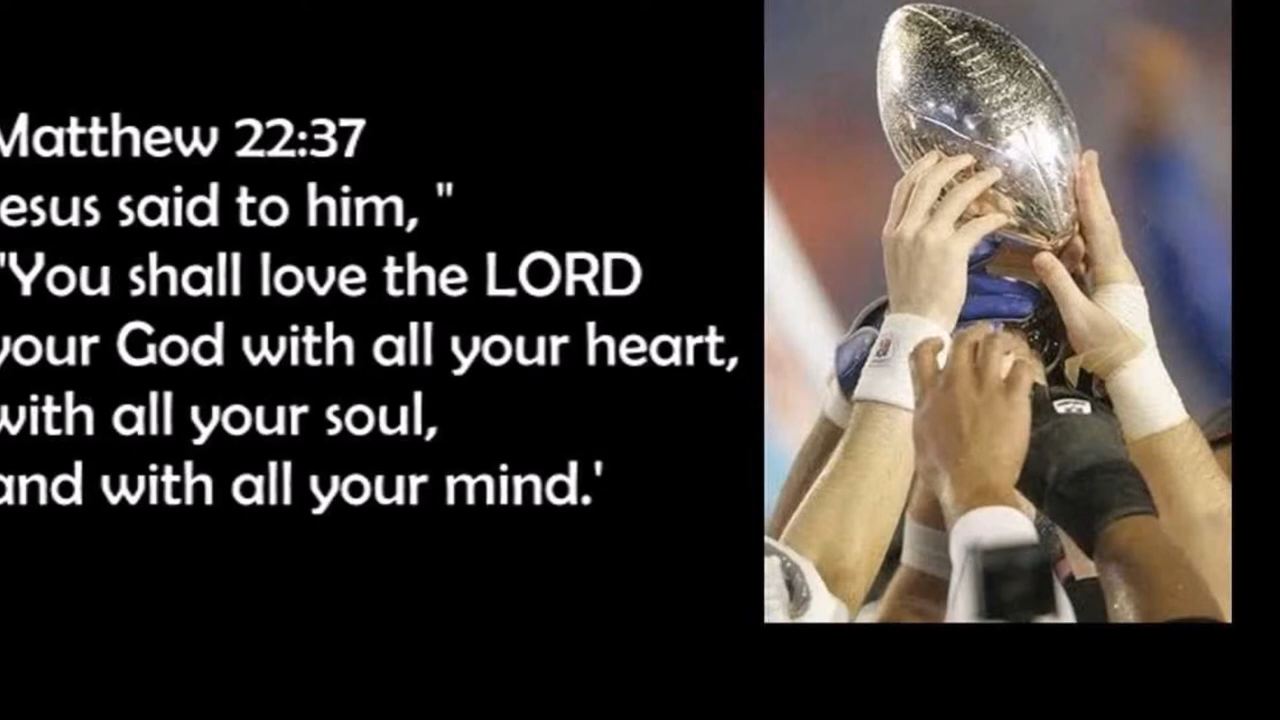 Matthew 22:37
esus said to him, "
"You shall love the LORD
your God with all your heart,
with all your soul,
and with all your mind.'